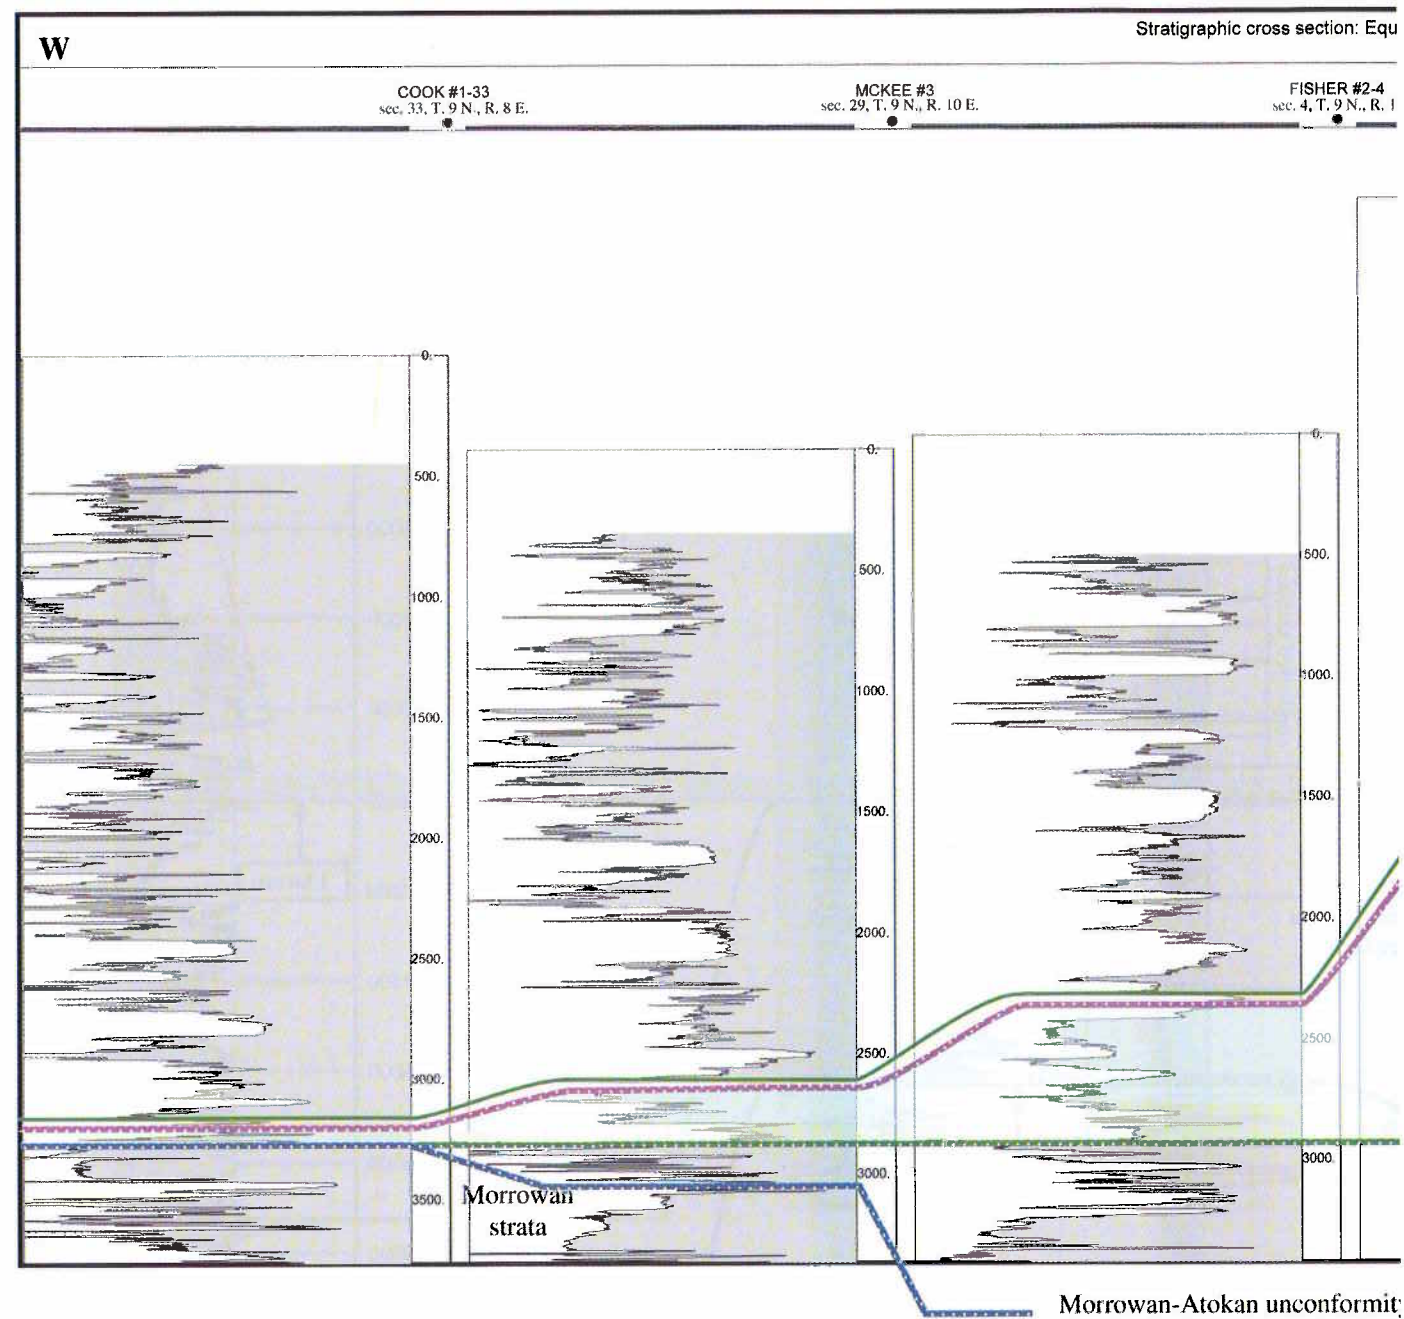 W
Stratigraphic cross section: Equ
COOK #1-33
sec. 33, T. 9 N., R. 8 E.
MCKEE #3
sec. 29, T. 9 N., R. 10 E.
FISHER #2-4
sec. 4, T. 9 N., R. 1
0.
500.
1000.
1500.
2000.
2500.
3000.
3500.
0.
500.
1000.
1500.
2000.
2500.
3000.
0.
500.
1000.
1500.
2000.
2500.
3000.
Morrowan
strata
Morrowan-Atokan unconformity